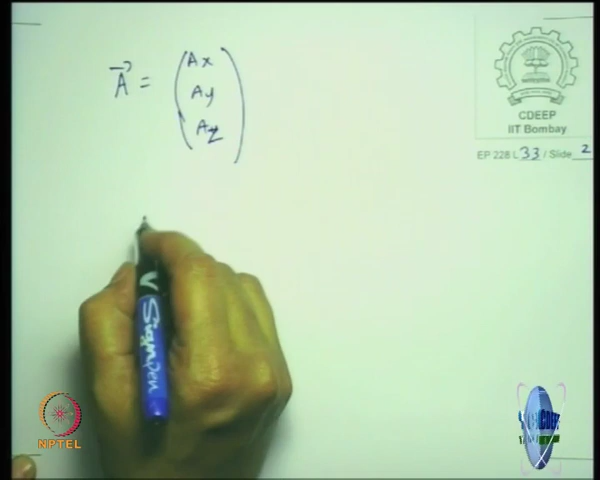 A⃗ = (Ax
Ay
Az)
CDEEP
IIT Bombay
EP 228 L 33 / Slide 2
NPTEL